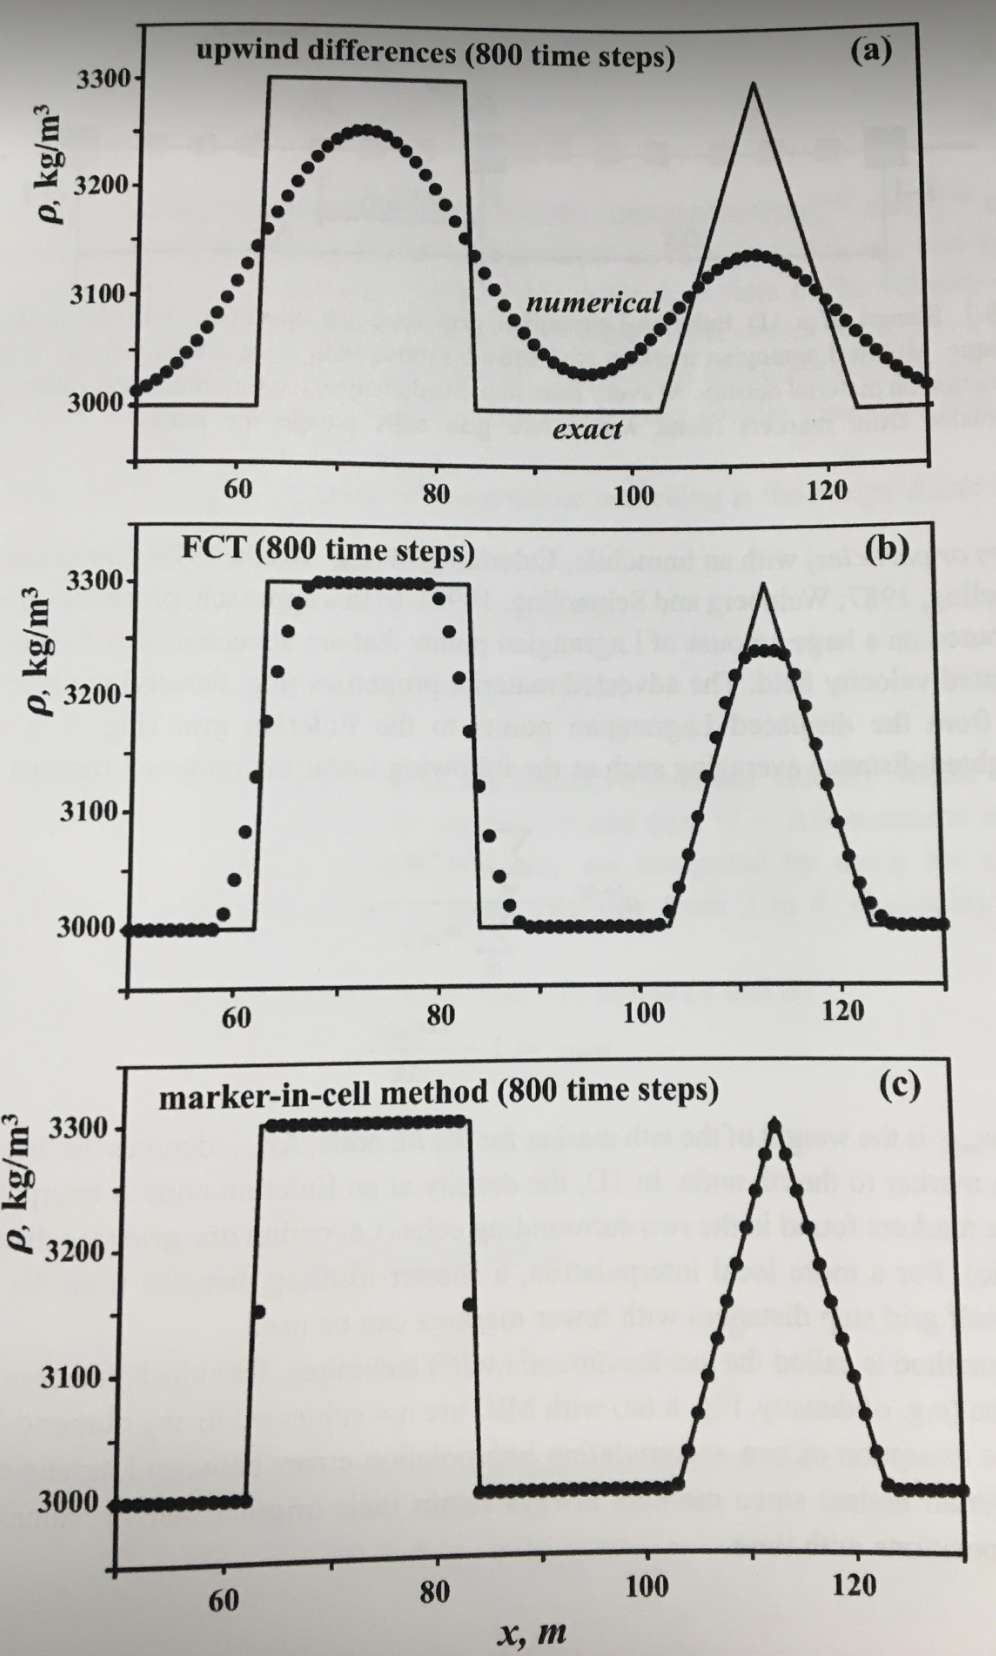 upwind differences (800 time steps)
(a)
3300
3200
3100
3000
ρ, kg/m³
numerical
exact
60
80
100
120
FCT (800 time steps)
(b)
3300
3200
3100
3000
ρ, kg/m³
60
80
100
120
marker-in-cell method (800 time steps)
(c)
3300
3200
3100
3000
ρ, kg/m³
60
80
100
120
x, m